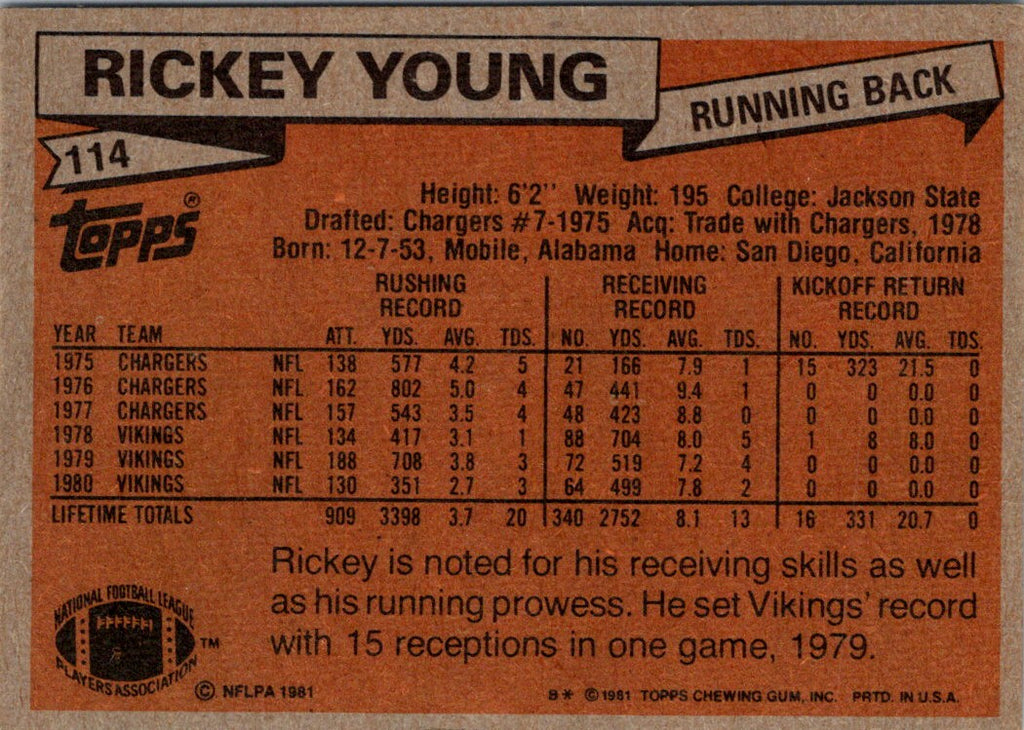 RICKEY YOUNG
RUNNING BACK
114
TOPPS®
Height: 6'2'' Weight: 195 College: Jackson State
Drafted: Chargers #7-1975 Acq: Trade with Chargers, 1978
Born: 12-7-53, Mobile, Alabama Home: San Diego, California
RUSHING RECORD RECEIVING RECORD KICKOFF RETURN RECORD
YEAR TEAM ATT. YDS. AVG. TDS. NO. YDS. AVG. TDS. NO. YDS. AVG. TDS.
1975 CHARGERS NFL 138 577 4.2 5 21 166 7.9 1 15 323 21.5 0
1976 CHARGERS NFL 162 802 5.0 4 47 441 9.4 1 0 0 0.0 0
1977 CHARGERS NFL 157 543 3.5 4 48 423 8.8 0 0 0 0.0 0
1978 VIKINGS NFL 134 417 3.1 1 88 704 8.0 5 1 8 8.0 0
1979 VIKINGS NFL 188 708 3.8 3 72 519 7.2 4 0 0 0.0 0
1980 VIKINGS NFL 130 351 2.7 3 64 499 7.8 2 0 0 0.0 0
LIFETIME TOTALS 909 3398 3.7 20 340 2752 8.1 13 16 331 20.7 0
Rickey is noted for his receiving skills as well
as his running prowess. He set Vikings' record
with 15 receptions in one game, 1979.
NATIONAL FOOTBALL LEAGUE
PLAYERS ASSOCIATION
TM
© NFLPA 1981
8* © 1981 TOPPS CHEWING GUM, INC. PRTD. IN U.S.A.